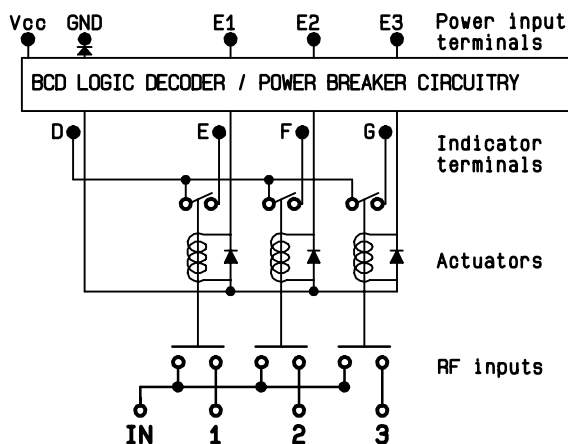 Vcc GND E1 E2 E3 Power input
terminals
BCD LOGIC DECODER / POWER BREAKER CIRCUITRY
D E F G Indicator
terminals
Actuators
RF inputs
IN 1 2 3